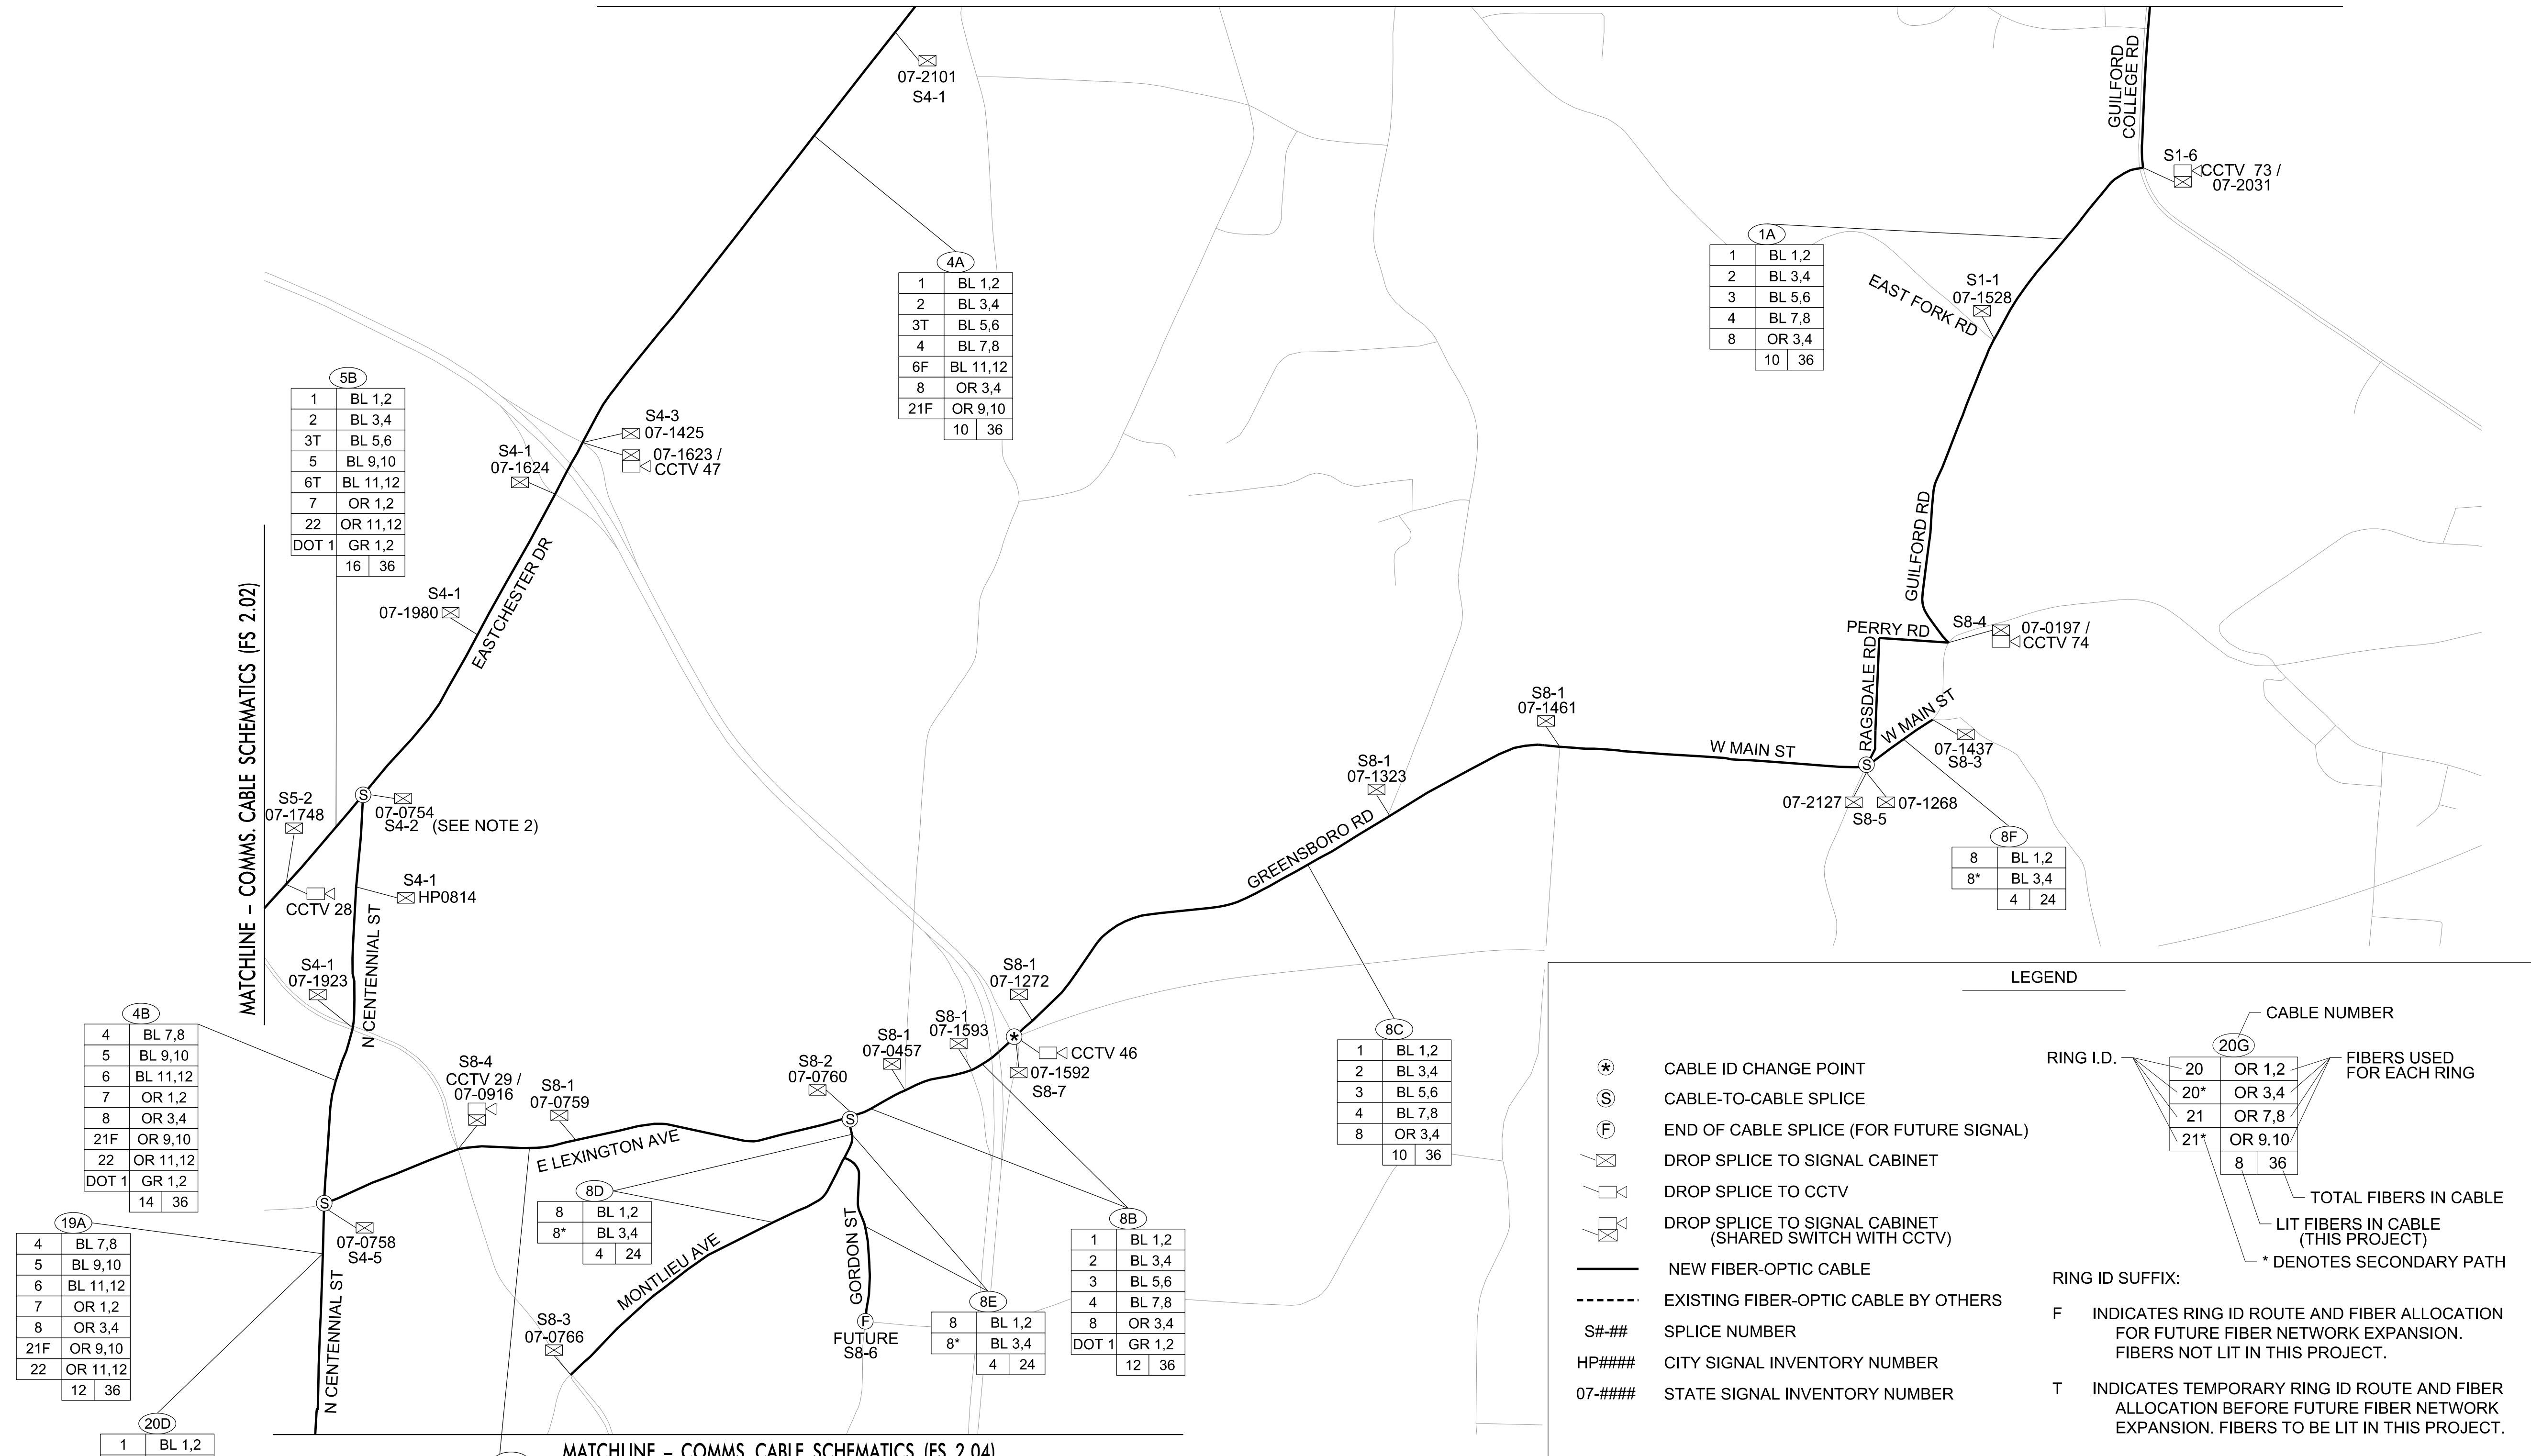 07-2101
S4-1
GUILFORD
COLLEGE RD
S1-6
CCTV 73 /
07-2031
1A
1 BL 1,2
2 BL 3,4
3 BL 5,6
4 BL 7,8
8 OR 3,4
10 36
EAST FORK RD
S1-1
07-1528
4A
1 BL 1,2
2 BL 3,4
3T BL 5,6
4 BL 7,8
6F BL 11,12
8 OR 3,4
21F OR 9,10
10 36
5B
1 BL 1,2
2 BL 3,4
3T BL 5,6
5 BL 9,10
6T BL 11,12
7 OR 1,2
22 OR 11,12
DOT 1 GR 1,2
16 36
S4-3
07-1425
07-1623 /
CCTV 47
S4-1
07-1624
S4-1
07-1980
EASTCHESTER DR
MATCHLINE - COMMS. CABLE SCHEMATICS (FS 2.02)
GUILFORD RD
PERRY RD
S8-4
07-0197 /
CCTV 74
RAGSDALE RD
W MAIN ST
07-1437
S8-3
S8-1
07-1461
W MAIN ST
S8-1
07-1323
07-2127
07-1268
S8-5
GREENSBORO RD
8F
8 BL 1,2
8* BL 3,4
4 24
S5-2
07-1748
07-0754
S4-2 (SEE NOTE 2)
CCTV 28
S4-1
HP0814
N CENTENNIAL ST
S4-1
07-1923
4B
4 BL 7,8
5 BL 9,10
6 BL 11,12
7 OR 1,2
8 OR 3,4
21F OR 9,10
22 OR 11,12
DOT 1 GR 1,2
14 36
S8-4
CCTV 29 /
07-0916
S8-1
07-0759
E LEXINGTON AVE
S8-2
07-0760
S8-1
07-0457
S8-1
07-1593
S8-1
07-1272
*
CCTV 46
07-1592
S8-7
8C
1 BL 1,2
2 BL 3,4
3 BL 5,6
4 BL 7,8
8 OR 3,4
10 36
S
S
S
S
19A
4 BL 7,8
5 BL 9,10
6 BL 11,12
7 OR 1,2
8 OR 3,4
21F OR 9,10
22 OR 11,12
12 36
07-0758
S4-5
N CENTENNIAL ST
8D
8 BL 1,2
8* BL 3,4
4 24
MONTLIEU AVE
GORDON ST
S8-3
07-0766
F
FUTURE
S8-6
8E
8 BL 1,2
8* BL 3,4
4 24
8B
1 BL 1,2
2 BL 3,4
3 BL 5,6
4 BL 7,8
8 OR 3,4
DOT 1 GR 1,2
12 36
20D
1 BL 1,2
MATCHLINE - COMMS. CABLE SCHEMATICS (FS 2.04)
LEGEND
* CABLE ID CHANGE POINT
S CABLE-TO-CABLE SPLICE
F END OF CABLE SPLICE (FOR FUTURE SIGNAL)
DROP SPLICE TO SIGNAL CABINET
DROP SPLICE TO CCTV
DROP SPLICE TO SIGNAL CABINET
(SHARED SWITCH WITH CCTV)
NEW FIBER-OPTIC CABLE
EXISTING FIBER-OPTIC CABLE BY OTHERS
S#-## SPLICE NUMBER
HP#### CITY SIGNAL INVENTORY NUMBER
07-#### STATE SIGNAL INVENTORY NUMBER
CABLE NUMBER
20G
RING I.D.
20 OR 1,2
20* OR 3,4
21 OR 7,8
21* OR 9.10
8 36
FIBERS USED
FOR EACH RING
TOTAL FIBERS IN CABLE
LIT FIBERS IN CABLE
(THIS PROJECT)
* DENOTES SECONDARY PATH
RING ID SUFFIX:
F INDICATES RING ID ROUTE AND FIBER ALLOCATION
FOR FUTURE FIBER NETWORK EXPANSION.
FIBERS NOT LIT IN THIS PROJECT.
T INDICATES TEMPORARY RING ID ROUTE AND FIBER
ALLOCATION BEFORE FUTURE FIBER NETWORK
EXPANSION. FIBERS TO BE LIT IN THIS PROJECT.